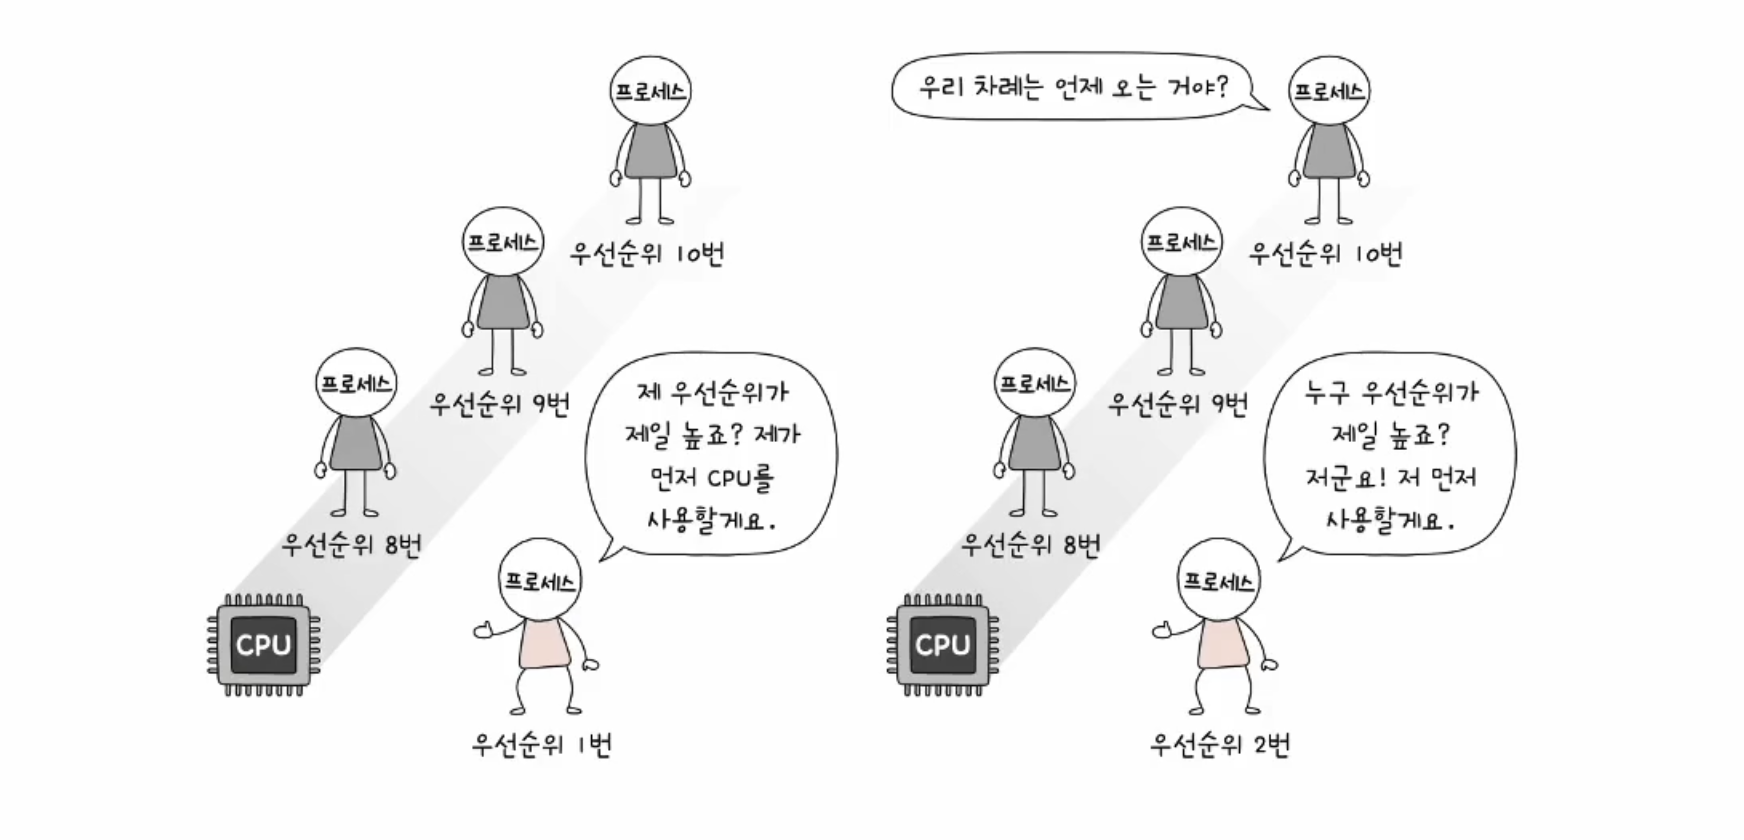 프로세스
우선순위 10번
프로세스
우선순위 9번
프로세스
우선순위 8번
제 우선순위가
제일 높죠? 제가
먼저 CPU를
사용할게요.
프로세스
CPU
우선순위 1번
우리 차례는 언제 오는 거야?
프로세스
우선순위 10번
프로세스
우선순위 9번
프로세스
우선순위 8번
누구 우선순위가
제일 높죠?
저군요! 저 먼저
사용할게요.
프로세스
CPU
우선순위 2번